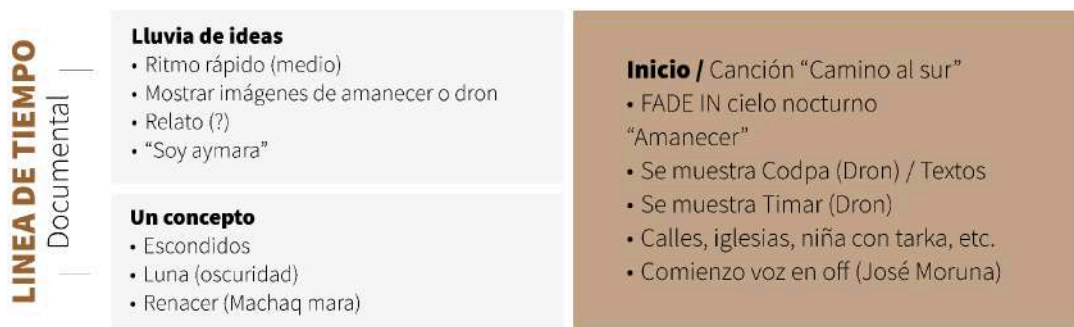 LINEA DE TIEMPO
Documental
Lluvia de ideas
• Ritmo rápido (medio)
• Mostrar imágenes de amanecer o dron
• Relato (?)
• “Soy aymara”
Un concepto
• Escondidos
• Luna (oscuridad)
• Renacer (Machaq mara)
Inicio / Canción “Camino al sur”
• FADE IN cielo nocturno
“Amanecer”
• Se muestra Codpa (Dron) / Textos
• Se muestra Timar (Dron)
• Calles, iglesias, niña con tarka, etc.
• Comienzo voz en off (José Moruna)